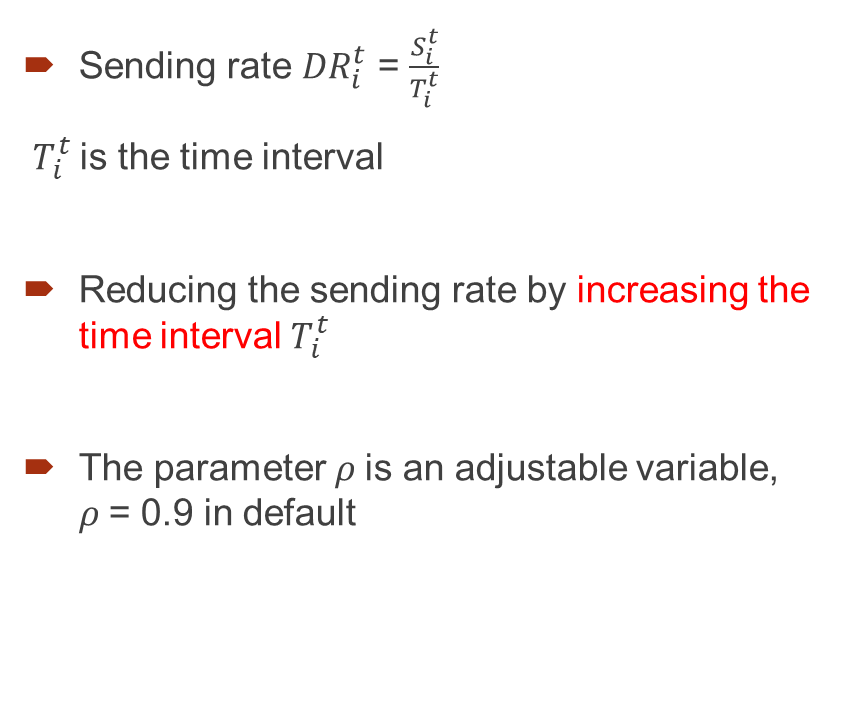 Sending rate $DR_i^t = \frac{S_i^t}{T_i^t}$
$T_i^t$ is the time interval
Reducing the sending rate by increasing the
time interval $T_i^t$
The parameter $\rho$ is an adjustable variable,
$\rho$ = 0.9 in default